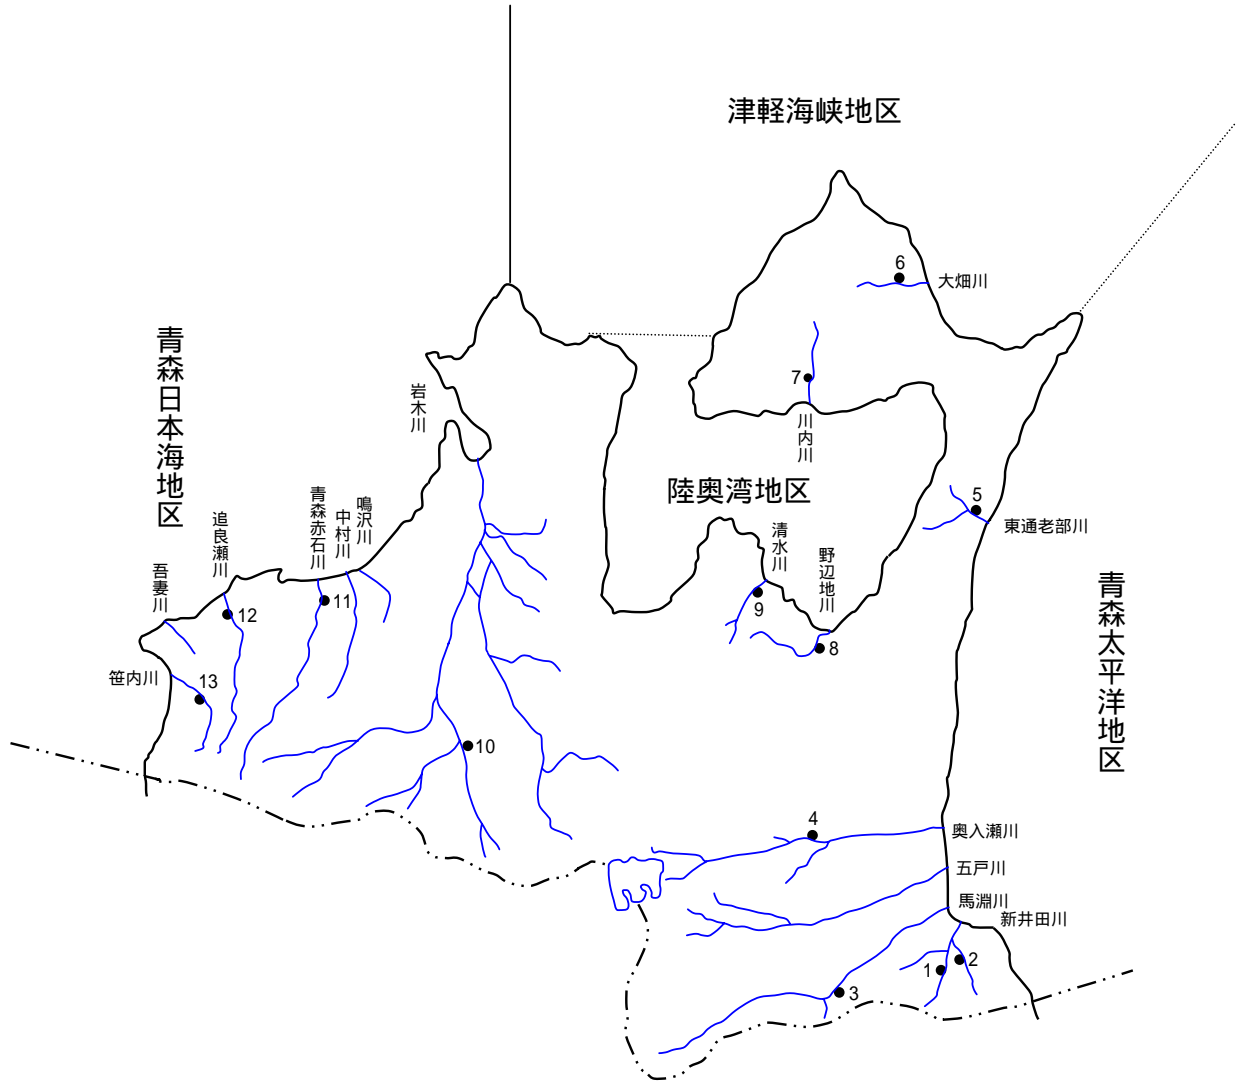 津軽海峡地区
6
大畑川
青森日本海地区
岩木川
7
川内川
陸奥湾地区
青森赤石川
中村川
鳴沢川
追良瀬川
吾妻川
清水川
野辺地川
5
東通老部川
青森太平洋地区
9
8
11
12
13
笹内川
10
4
奥入瀬川
五戸川
馬淵川
新井田川
1
2
3